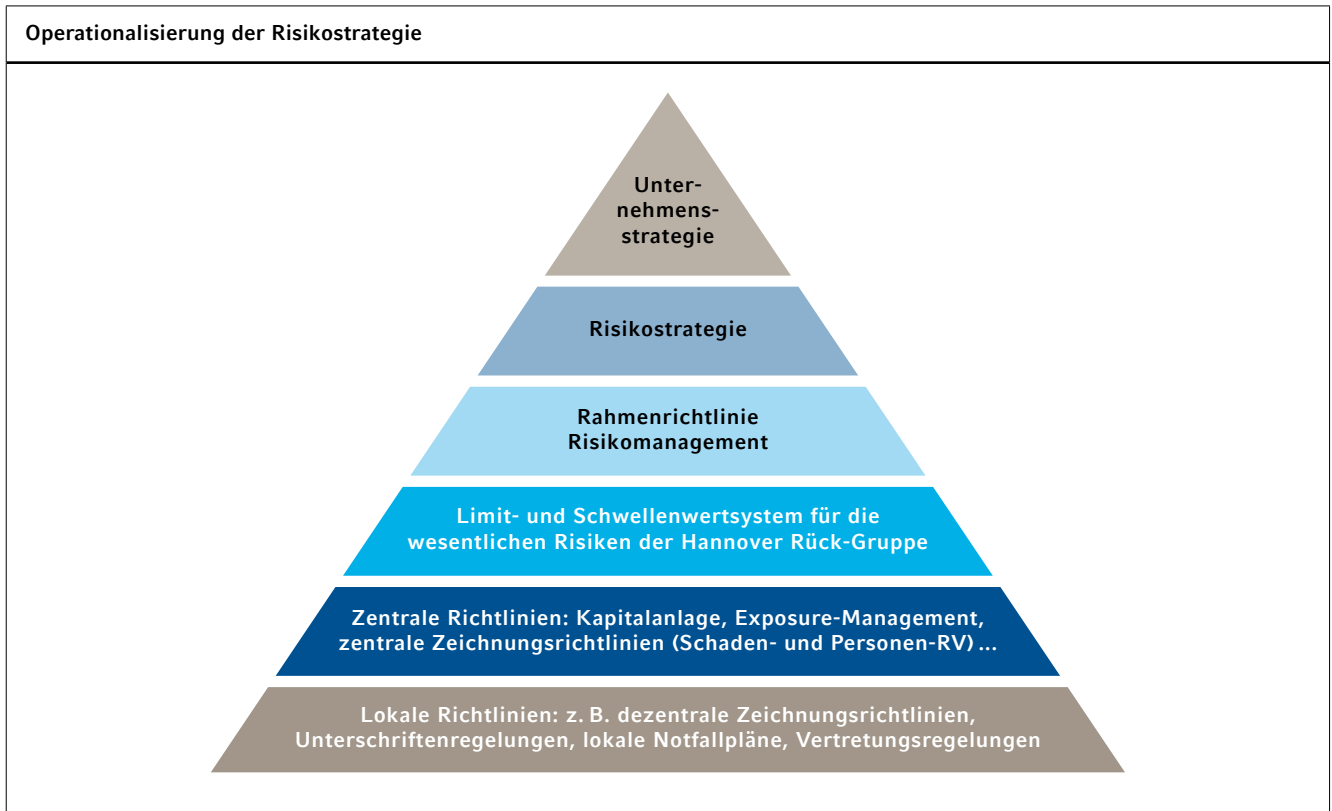 Operationalisierung der Risikostrategie
Unter-
nehmens-
strategie
Risikostrategie
Rahmenrichtlinie
Risikomanagement
Limit- und Schwellenwertsystem für die
wesentlichen Risiken der Hannover Rück-Gruppe
Zentrale Richtlinien: Kapitalanlage, Exposure-Management,
zentrale Zeichnungsrichtlinien (Schaden- und Personen-RV) ...
Lokale Richtlinien: z. B. dezentrale Zeichnungsrichtlinien,
Unterschriftenregelungen, lokale Notfallpläne, Vertretungsregelungen